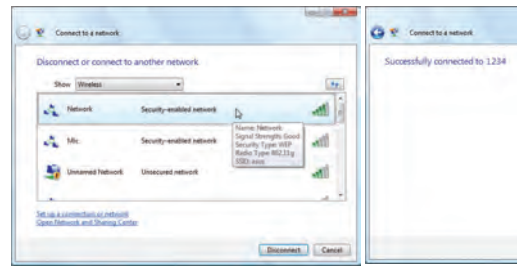 Connect to a network
Disconnect or connect to another network
Show Wireless
Network Security-enabled network
Name: Network
Signal Strength: Good
Security Type: WEP
Radio Type: 802.11g
SSID: asus
Mic Security-enabled network
Unnamed Network Unsecured network
Set up a connection or network
Open Network and Sharing Center
Disconnect Cancel
Connect to a network
Successfully connected to 1234